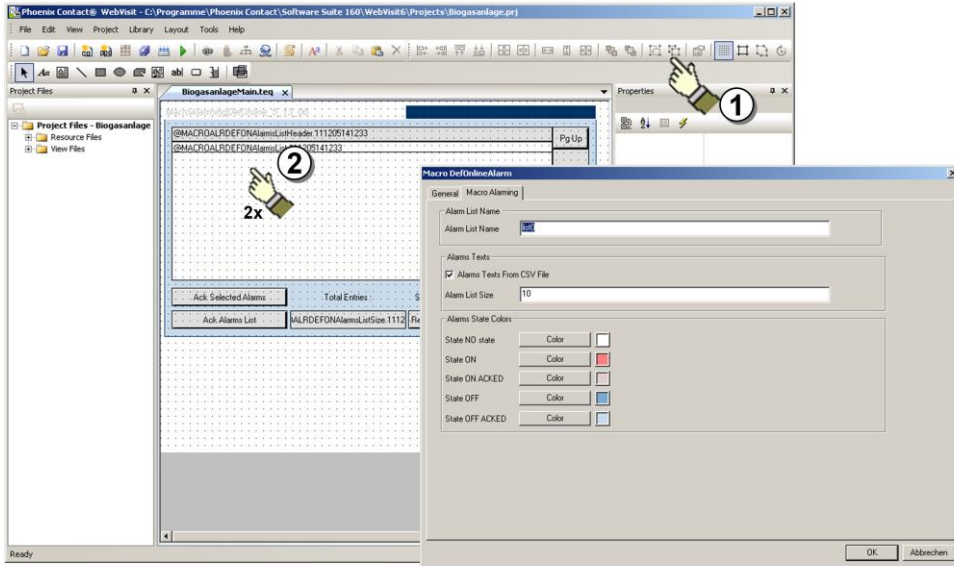 Phoenix Contact® WebVisit - C:\Programme\Phoenix Contact\Software Suite 160\WebVisit6\Projects\Biogasanlage.prj
File Edit View Project Library Layout Tools Help
Project Files
BiogasanlageMain.teq
Properties
1
Project Files - Biogasanlage
Resource Files
View Files
@MACROALRDEFONAlarmsListHeader.111205141233
Pg Up
@MACROALRDEFONAlarmsList.111205141233
2
2x
Ack Selected Alarms
Total Entries :
S
Ack Alarms List
\ALRDEFONAlarmsListSize.1112
Re
Macro DefOnlineAlarm
General
Macro Alarming
Alarm List Name
Alarm List Name
list0
Alarms Texts
Alarms Texts From CSV File
Alarm List Size
10
Alarms State Colors
State NO state
Color
State ON
Color
State ON ACKED
Color
State OFF
Color
State OFF ACKED
Color
OK
Abbrechen
Ready